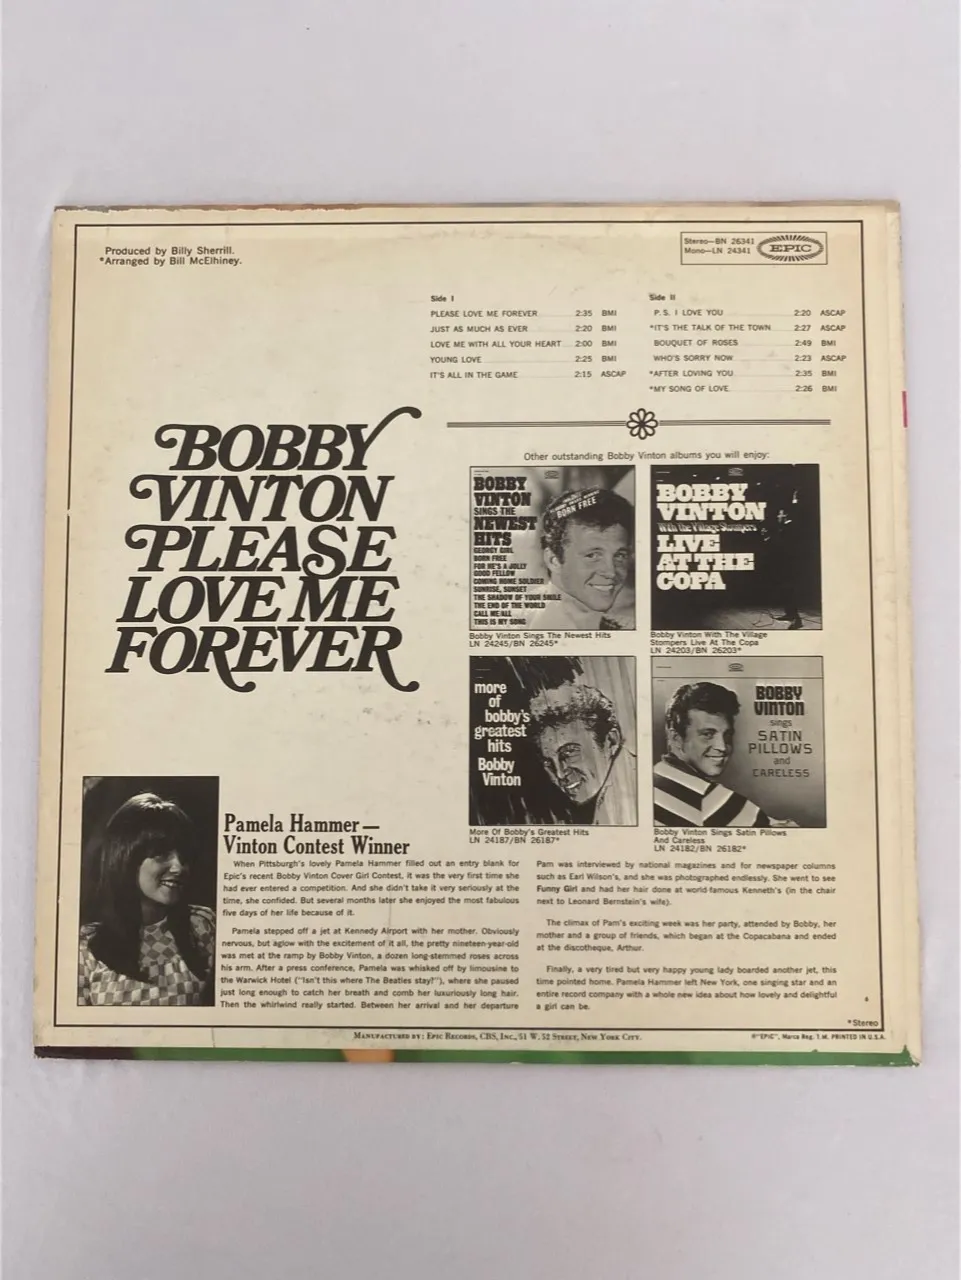 Produced by Billy Sherrill.
*Arranged by Bill McElhiney.
Stereo—BN 26341
Mono—LN 24341
EPIC
Side I
PLEASE LOVE ME FOREVER 2:35 BMI
JUST AS MUCH AS EVER 2:20 BMI
LOVE ME WITH ALL YOUR HEART 2:00 BMI
YOUNG LOVE 2:25 BMI
IT'S ALL IN THE GAME 2:15 ASCAP
Side II
P.S. I LOVE YOU 2:20 ASCAP
*IT'S THE TALK OF THE TOWN 2:27 ASCAP
BOUQUET OF ROSES 2:49 BMI
WHO'S SORRY NOW 2:23 ASCAP
*AFTER LOVING YOU 2:35 BMI
*MY SONG OF LOVE 2:26 BMI
BOBBY
VINTON
PLEASE
LOVE ME
FOREVER
Other outstanding Bobby Vinton albums you will enjoy:
BOBBY
VINTON
SINGS THE
NEWEST
HITS
GEORGY GIRL
BORN FREE
FOR HE'S A JOLLY
GOOD FELLOW
COMING HOME SOLDIER
SUNRISE, SUNSET
THE SHADOW OF YOUR SMILE
THE END OF THE WORLD
CALL ME/ALL
THIS IS MY SONG
BORN FREE
Bobby Vinton Sings The Newest Hits
LN 24245/BN 26245*
BOBBY
VINTON
With the Village Stompers
LIVE
AT THE
COPA
Bobby Vinton With The Village
Stompers Live At The Copa
LN 24203/BN 26203*
more
of
bobby's
greatest
hits
Bobby
Vinton
More Of Bobby's Greatest Hits
LN 24187/BN 26187*
BOBBY
VINTON
sings
SATIN
PILLOWS
and
CARELESS
Bobby Vinton Sings Satin Pillows
And Careless
LN 24182/BN 26182*
Pamela Hammer—
Vinton Contest Winner
When Pittsburgh's lovely Pamela Hammer filled out an entry blank for
Epic's recent Bobby Vinton Cover Girl Contest, it was the very first time she
had ever entered a competition. And she didn't take it very seriously at the
time, she confided. But several months later she enjoyed the most fabulous
five days of her life because of it.
Pamela stepped off a jet at Kennedy Airport with her mother. Obviously
nervous, but aglow with the excitement of it all, the pretty nineteen-year-old
was met at the ramp by Bobby Vinton, a dozen long-stemmed roses across
his arm. After a press conference, Pamela was whisked off by limousine to
the Warwick Hotel ("Isn't this where The Beatles stay?"), where she paused
just long enough to catch her breath and comb her luxuriously long hair.
Then the whirlwind really started. Between her arrival and her departure
Pam was interviewed by national magazines and for newspaper columns
such as Earl Wilson's, and she was photographed endlessly. She went to see
Funny Girl and had her hair done at world-famous Kenneth's (in the chair
next to Leonard Bernstein's wife).
The climax of Pam's exciting week was her party, attended by Bobby, her
mother and a group of friends, which began at the Copacabana and ended
at the discotheque, Arthur.
Finally, a very tired but very happy young lady boarded another jet, this
time pointed home. Pamela Hammer left New York, one singing star and an
entire record company with a whole new idea about how lovely and delightful
a girl can be.
*Stereo
Manufactured by: Epic Records, CBS, Inc., 51 W. 52 Street, New York City.
®"EPIC", Marca Reg. T.M. PRINTED IN U.S.A.